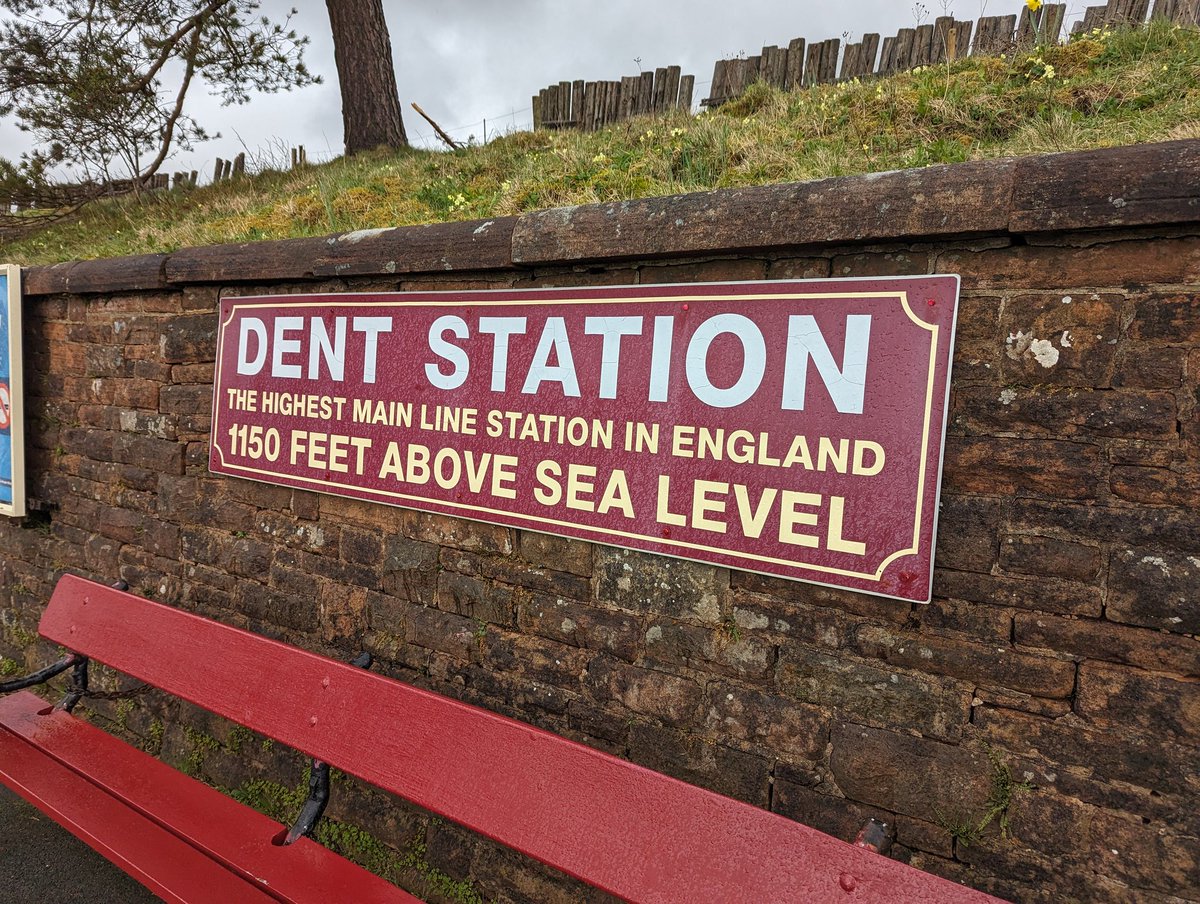 DENT STATION
THE HIGHEST MAIN LINE STATION IN ENGLAND
1150 FEET ABOVE SEA LEVEL